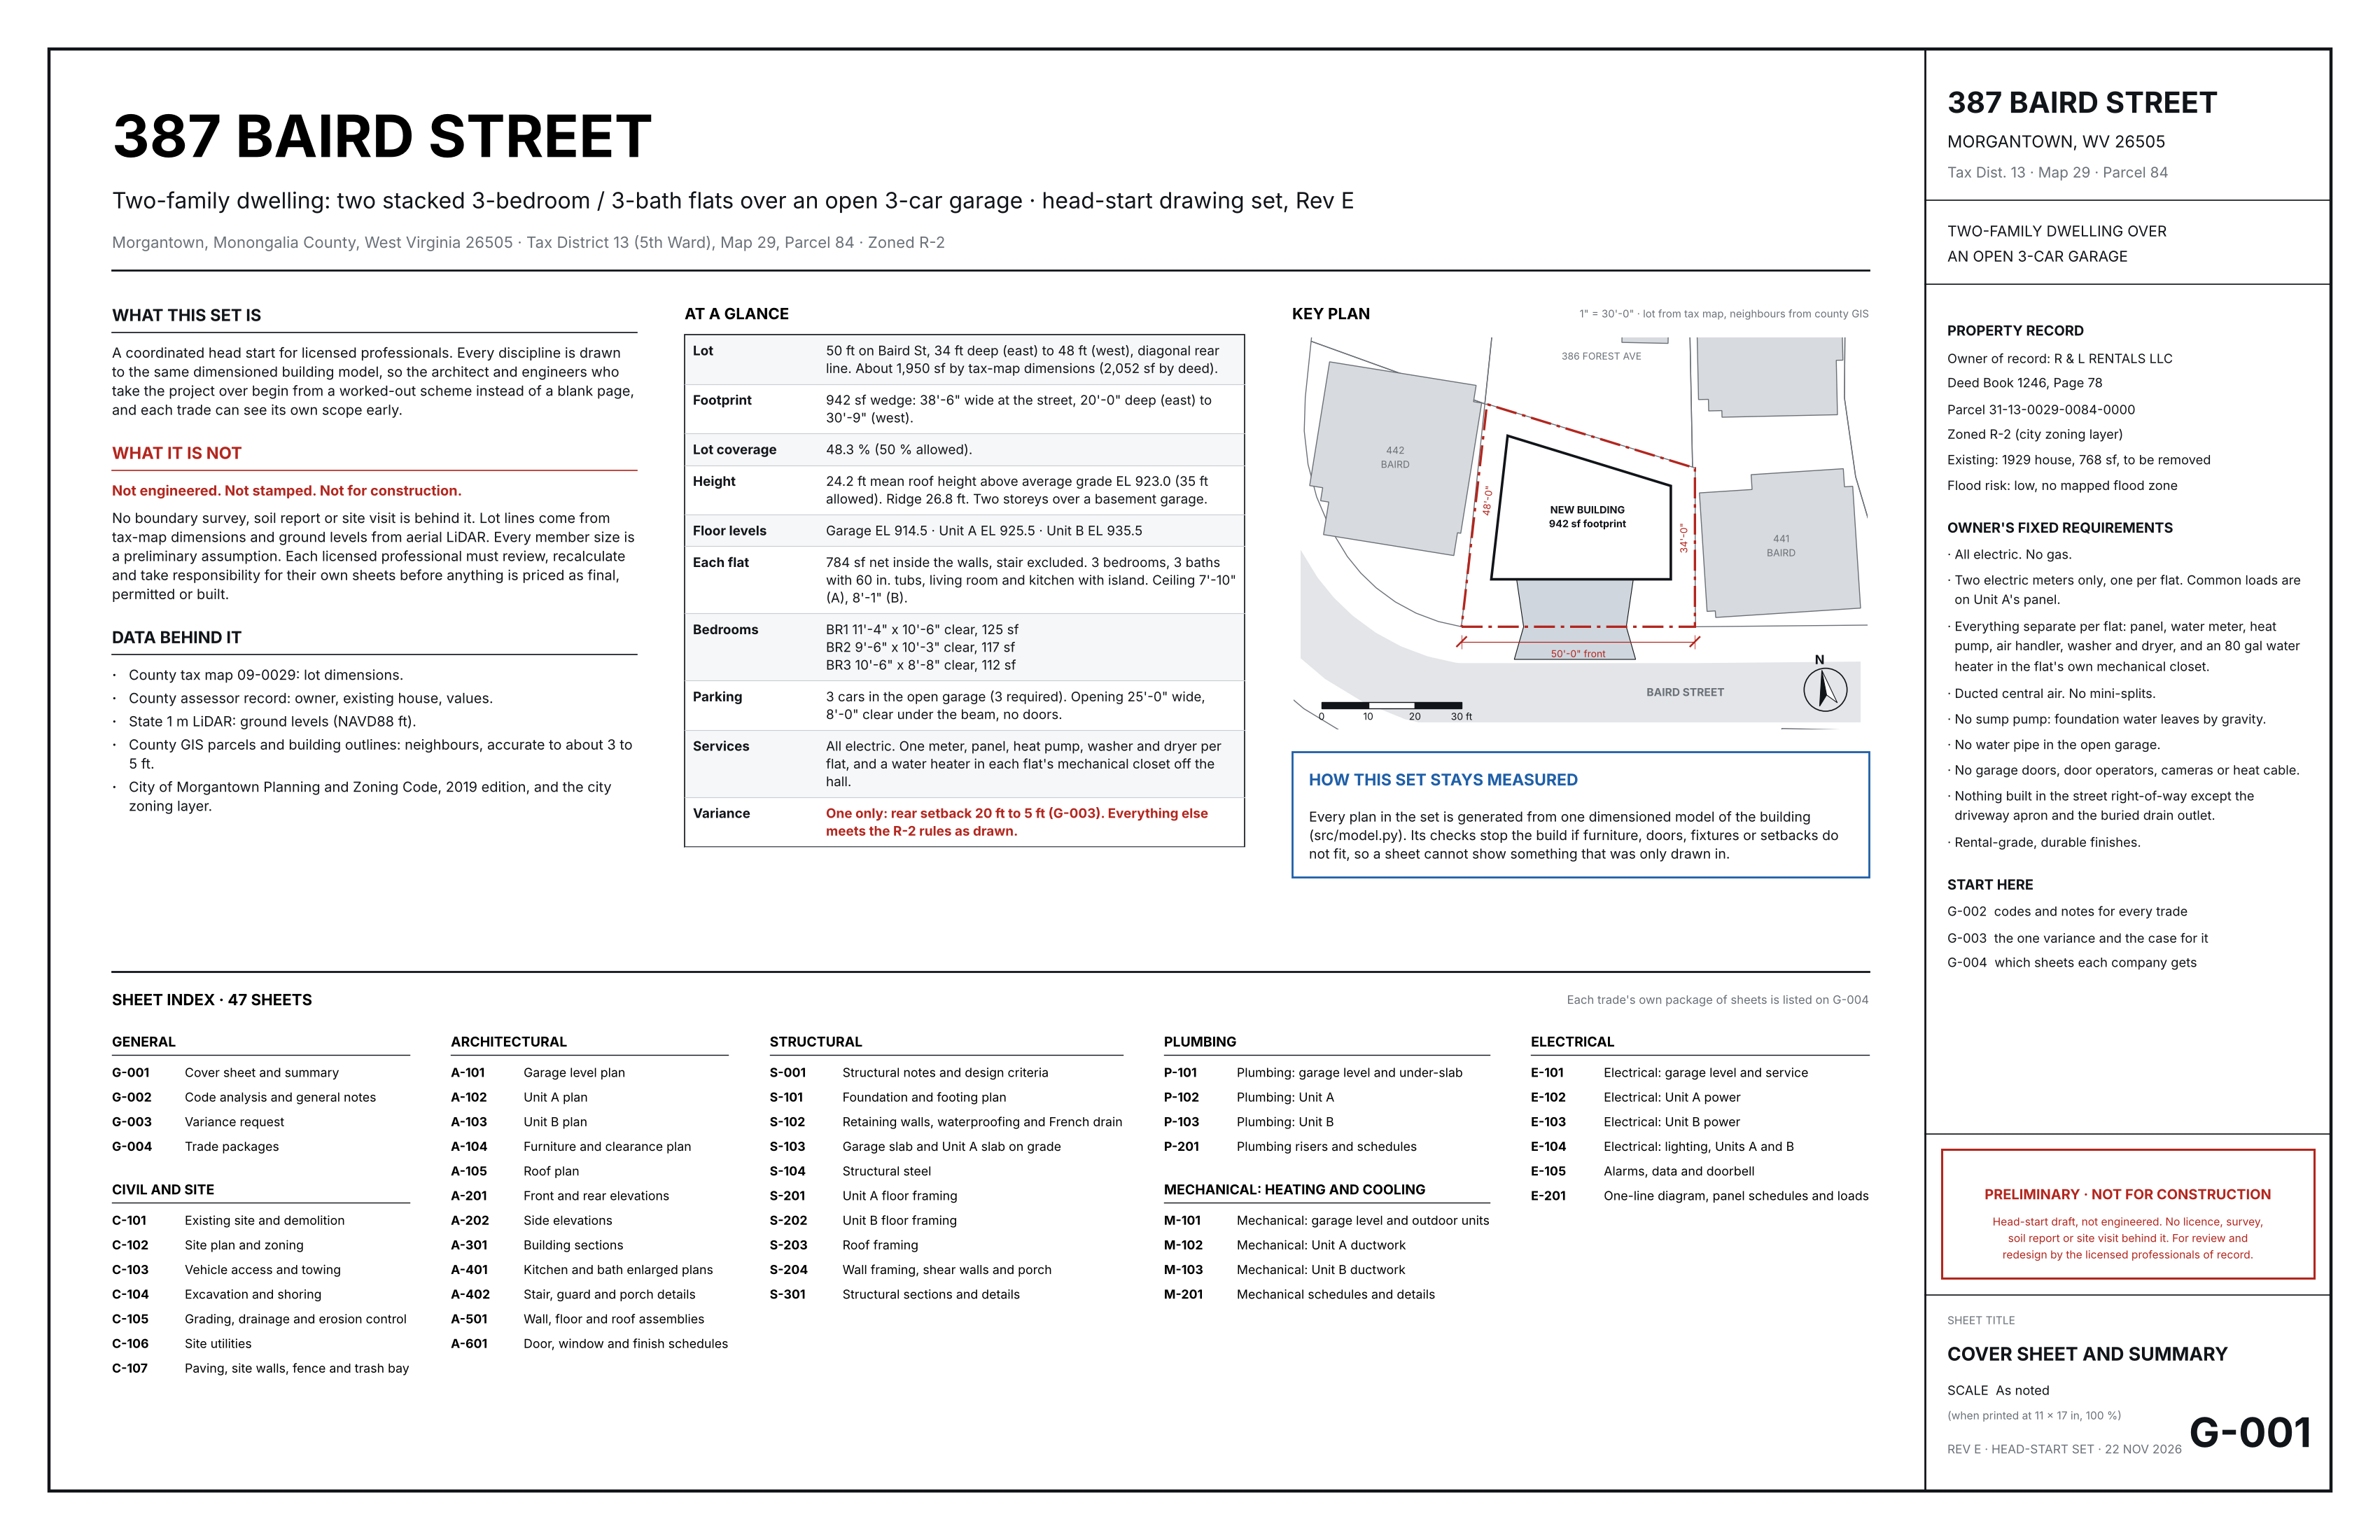 387 BAIRD STREET
Two-family dwelling: two stacked 3-bedroom / 3-bath flats over an open 3-car garage · head-start drawing set, Rev E
Morgantown, Monongalia County, West Virginia 26505 · Tax District 13 (5th Ward), Map 29, Parcel 84 · Zoned R-2
WHAT THIS SET IS
A coordinated head start for licensed professionals. Every discipline is drawn
to the same dimensioned building model, so the architect and engineers who
take the project over begin from a worked-out scheme instead of a blank page,
and each trade can see its own scope early.
WHAT IT IS NOT
Not engineered. Not stamped. Not for construction.
No boundary survey, soil report or site visit is behind it. Lot lines come from
tax-map dimensions and ground levels from aerial LiDAR. Every member size is
a preliminary assumption. Each licensed professional must review, recalculate
and take responsibility for their own sheets before anything is priced as final,
permitted or built.
DATA BEHIND IT
· County tax map 09-0029: lot dimensions.
· County assessor record: owner, existing house, values.
· State 1 m LiDAR: ground levels (NAVD88 ft).
· County GIS parcels and building outlines: neighbours, accurate to about 3 to
5 ft.
· City of Morgantown Planning and Zoning Code, 2019 edition, and the city
zoning layer.
AT A GLANCE
Lot
50 ft on Baird St, 34 ft deep (east) to 48 ft (west), diagonal rear
line. About 1,950 sf by tax-map dimensions (2,052 sf by deed).
Footprint
942 sf wedge: 38'-6" wide at the street, 20'-0" deep (east) to
30'-9" (west).
Lot coverage
48.3 % (50 % allowed).
Height
24.2 ft mean roof height above average grade EL 923.0 (35 ft
allowed). Ridge 26.8 ft. Two storeys over a basement garage.
Floor levels
Garage EL 914.5 · Unit A EL 925.5 · Unit B EL 935.5
Each flat
784 sf net inside the walls, stair excluded. 3 bedrooms, 3 baths
with 60 in. tubs, living room and kitchen with island. Ceiling 7'-10"
(A), 8'-1" (B).
Bedrooms
BR1 11'-4" x 10'-6" clear, 125 sf
BR2 9'-6" x 10'-3" clear, 117 sf
BR3 10'-6" x 8'-8" clear, 112 sf
Parking
3 cars in the open garage (3 required). Opening 25'-0" wide,
8'-0" clear under the beam, no doors.
Services
All electric. One meter, panel, heat pump, washer and dryer per
flat, and a water heater in each flat's mechanical closet off the
hall.
Variance
One only: rear setback 20 ft to 5 ft (G-003). Everything else
meets the R-2 rules as drawn.
KEY PLAN
1" = 30'-0" · lot from tax map, neighbours from county GIS
386 FOREST AVE
442
BAIRD
48'-0"
NEW BUILDING
942 sf footprint
34'-0"
441
BAIRD
50'-0" front
N
BAIRD STREET
0 10 20 30 ft
HOW THIS SET STAYS MEASURED
Every plan in the set is generated from one dimensioned model of the building
(src/model.py). Its checks stop the build if furniture, doors, fixtures or setbacks do
not fit, so a sheet cannot show something that was only drawn in.
SHEET INDEX · 47 SHEETS
Each trade's own package of sheets is listed on G-004
GENERAL
G-001 Cover sheet and summary
G-002 Code analysis and general notes
G-003 Variance request
G-004 Trade packages
CIVIL AND SITE
C-101 Existing site and demolition
C-102 Site plan and zoning
C-103 Vehicle access and towing
C-104 Excavation and shoring
C-105 Grading, drainage and erosion control
C-106 Site utilities
C-107 Paving, site walls, fence and trash bay
ARCHITECTURAL
A-101 Garage level plan
A-102 Unit A plan
A-103 Unit B plan
A-104 Furniture and clearance plan
A-105 Roof plan
A-201 Front and rear elevations
A-202 Side elevations
A-301 Building sections
A-401 Kitchen and bath enlarged plans
A-402 Stair, guard and porch details
A-501 Wall, floor and roof assemblies
A-601 Door, window and finish schedules
STRUCTURAL
S-001 Structural notes and design criteria
S-101 Foundation and footing plan
S-102 Retaining walls, waterproofing and French drain
S-103 Garage slab and Unit A slab on grade
S-104 Structural steel
S-201 Unit A floor framing
S-202 Unit B floor framing
S-203 Roof framing
S-204 Wall framing, shear walls and porch
S-301 Structural sections and details
PLUMBING
P-101 Plumbing: garage level and under-slab
P-102 Plumbing: Unit A
P-103 Plumbing: Unit B
P-201 Plumbing risers and schedules
MECHANICAL: HEATING AND COOLING
M-101 Mechanical: garage level and outdoor units
M-102 Mechanical: Unit A ductwork
M-103 Mechanical: Unit B ductwork
M-201 Mechanical schedules and details
ELECTRICAL
E-101 Electrical: garage level and service
E-102 Electrical: Unit A power
E-103 Electrical: Unit B power
E-104 Electrical: lighting, Units A and B
E-105 Alarms, data and doorbell
E-201 One-line diagram, panel schedules and loads
387 BAIRD STREET
MORGANTOWN, WV 26505
Tax Dist. 13 · Map 29 · Parcel 84
TWO-FAMILY DWELLING OVER
AN OPEN 3-CAR GARAGE
PROPERTY RECORD
Owner of record: R & L RENTALS LLC
Deed Book 1246, Page 78
Parcel 31-13-0029-0084-0000
Zoned R-2 (city zoning layer)
Existing: 1929 house, 768 sf, to be removed
Flood risk: low, no mapped flood zone
OWNER'S FIXED REQUIREMENTS
· All electric. No gas.
· Two electric meters only, one per flat. Common loads are
on Unit A's panel.
· Everything separate per flat: panel, water meter, heat
pump, air handler, washer and dryer, and an 80 gal water
heater in the flat's own mechanical closet.
· Ducted central air. No mini-splits.
· No sump pump: foundation water leaves by gravity.
· No water pipe in the open garage.
· No garage doors, door operators, cameras or heat cable.
· Nothing built in the street right-of-way except the
driveway apron and the buried drain outlet.
· Rental-grade, durable finishes.
START HERE
G-002 codes and notes for every trade
G-003 the one variance and the case for it
G-004 which sheets each company gets
PRELIMINARY · NOT FOR CONSTRUCTION
Head-start draft, not engineered. No licence, survey,
soil report or site visit behind it. For review and
redesign by the licensed professionals of record.
SHEET TITLE
COVER SHEET AND SUMMARY
SCALE As noted
(when printed at 11 × 17 in, 100 %)
REV E · HEAD-START SET · 22 NOV 2026
G-001